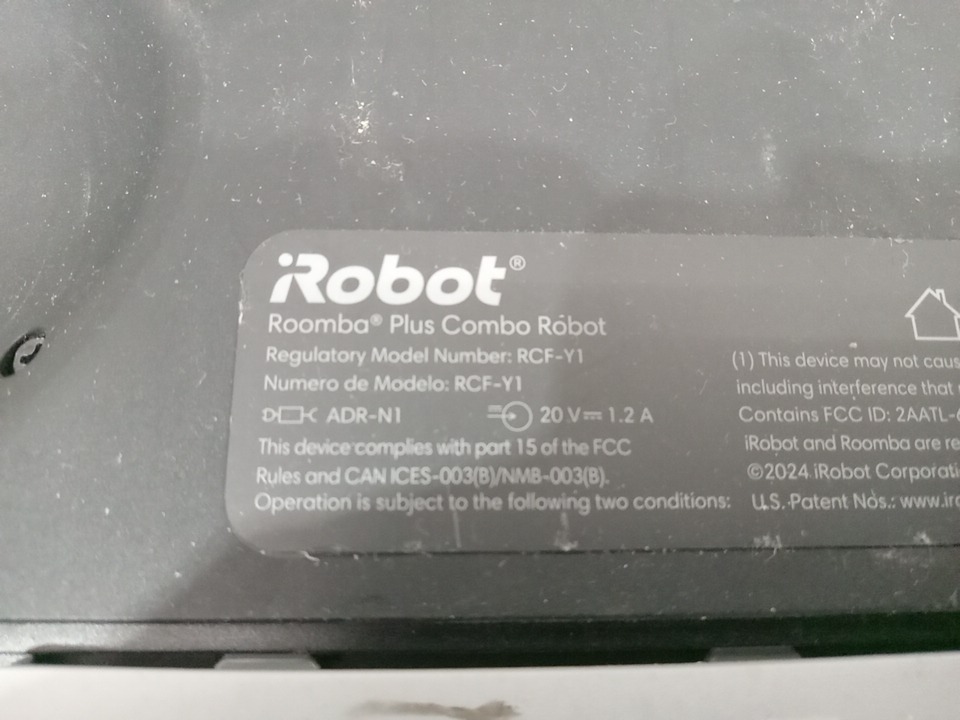 iRobot®
Roomba® Plus Combo Robot
Regulatory Model Number: RCF-Y1
Numero de Modelo: RCF-Y1
ADR-N1 20 V 1.2 A
This device complies with part 15 of the FCC
Rules and CAN ICES-003(B)/NMB-003(B).
Operation is subject to the following two conditions:
(1) This device may not
including interference that
Contains FCC ID:
iRobot and Roomba are
©2024 iRobot
U.S. Patent Nos.: